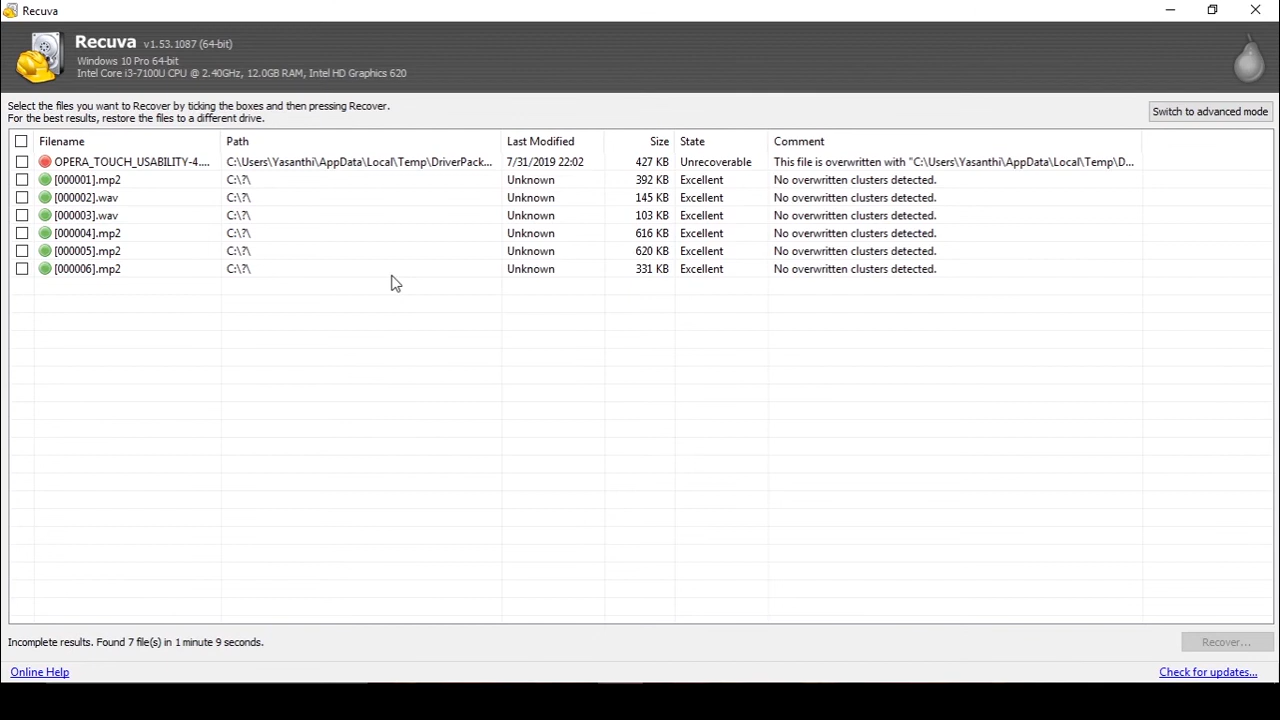 Recuva
Recuva v1.53.1087 (64-bit)
Windows 10 Pro 64-bit
Intel Core i3-7100U CPU @ 2.40GHz, 12.0GB RAM, Intel HD Graphics 620
Select the files you want to Recover by ticking the boxes and then pressing Recover.
For the best results, restore the files to a different drive.
Switch to advanced mode
Filename Path Last Modified Size State Comment
OPERA_TOUCH_USABILITY-4.... C:\Users\Yasanthi\AppData\Local\Temp\DriverPack... 7/31/2019 22:02 427 KB Unrecoverable This file is overwritten with "C:\Users\Yasanthi\AppData\Local\Temp\D...
[000001].mp2 C:\?\ Unknown 392 KB Excellent No overwritten clusters detected.
[000002].wav C:\?\ Unknown 145 KB Excellent No overwritten clusters detected.
[000003].wav C:\?\ Unknown 103 KB Excellent No overwritten clusters detected.
[000004].mp2 C:\?\ Unknown 616 KB Excellent No overwritten clusters detected.
[000005].mp2 C:\?\ Unknown 620 KB Excellent No overwritten clusters detected.
[000006].mp2 C:\?\ Unknown 331 KB Excellent No overwritten clusters detected.
Incomplete results. Found 7 file(s) in 1 minute 9 seconds.
Recover...
Online Help
Check for updates...